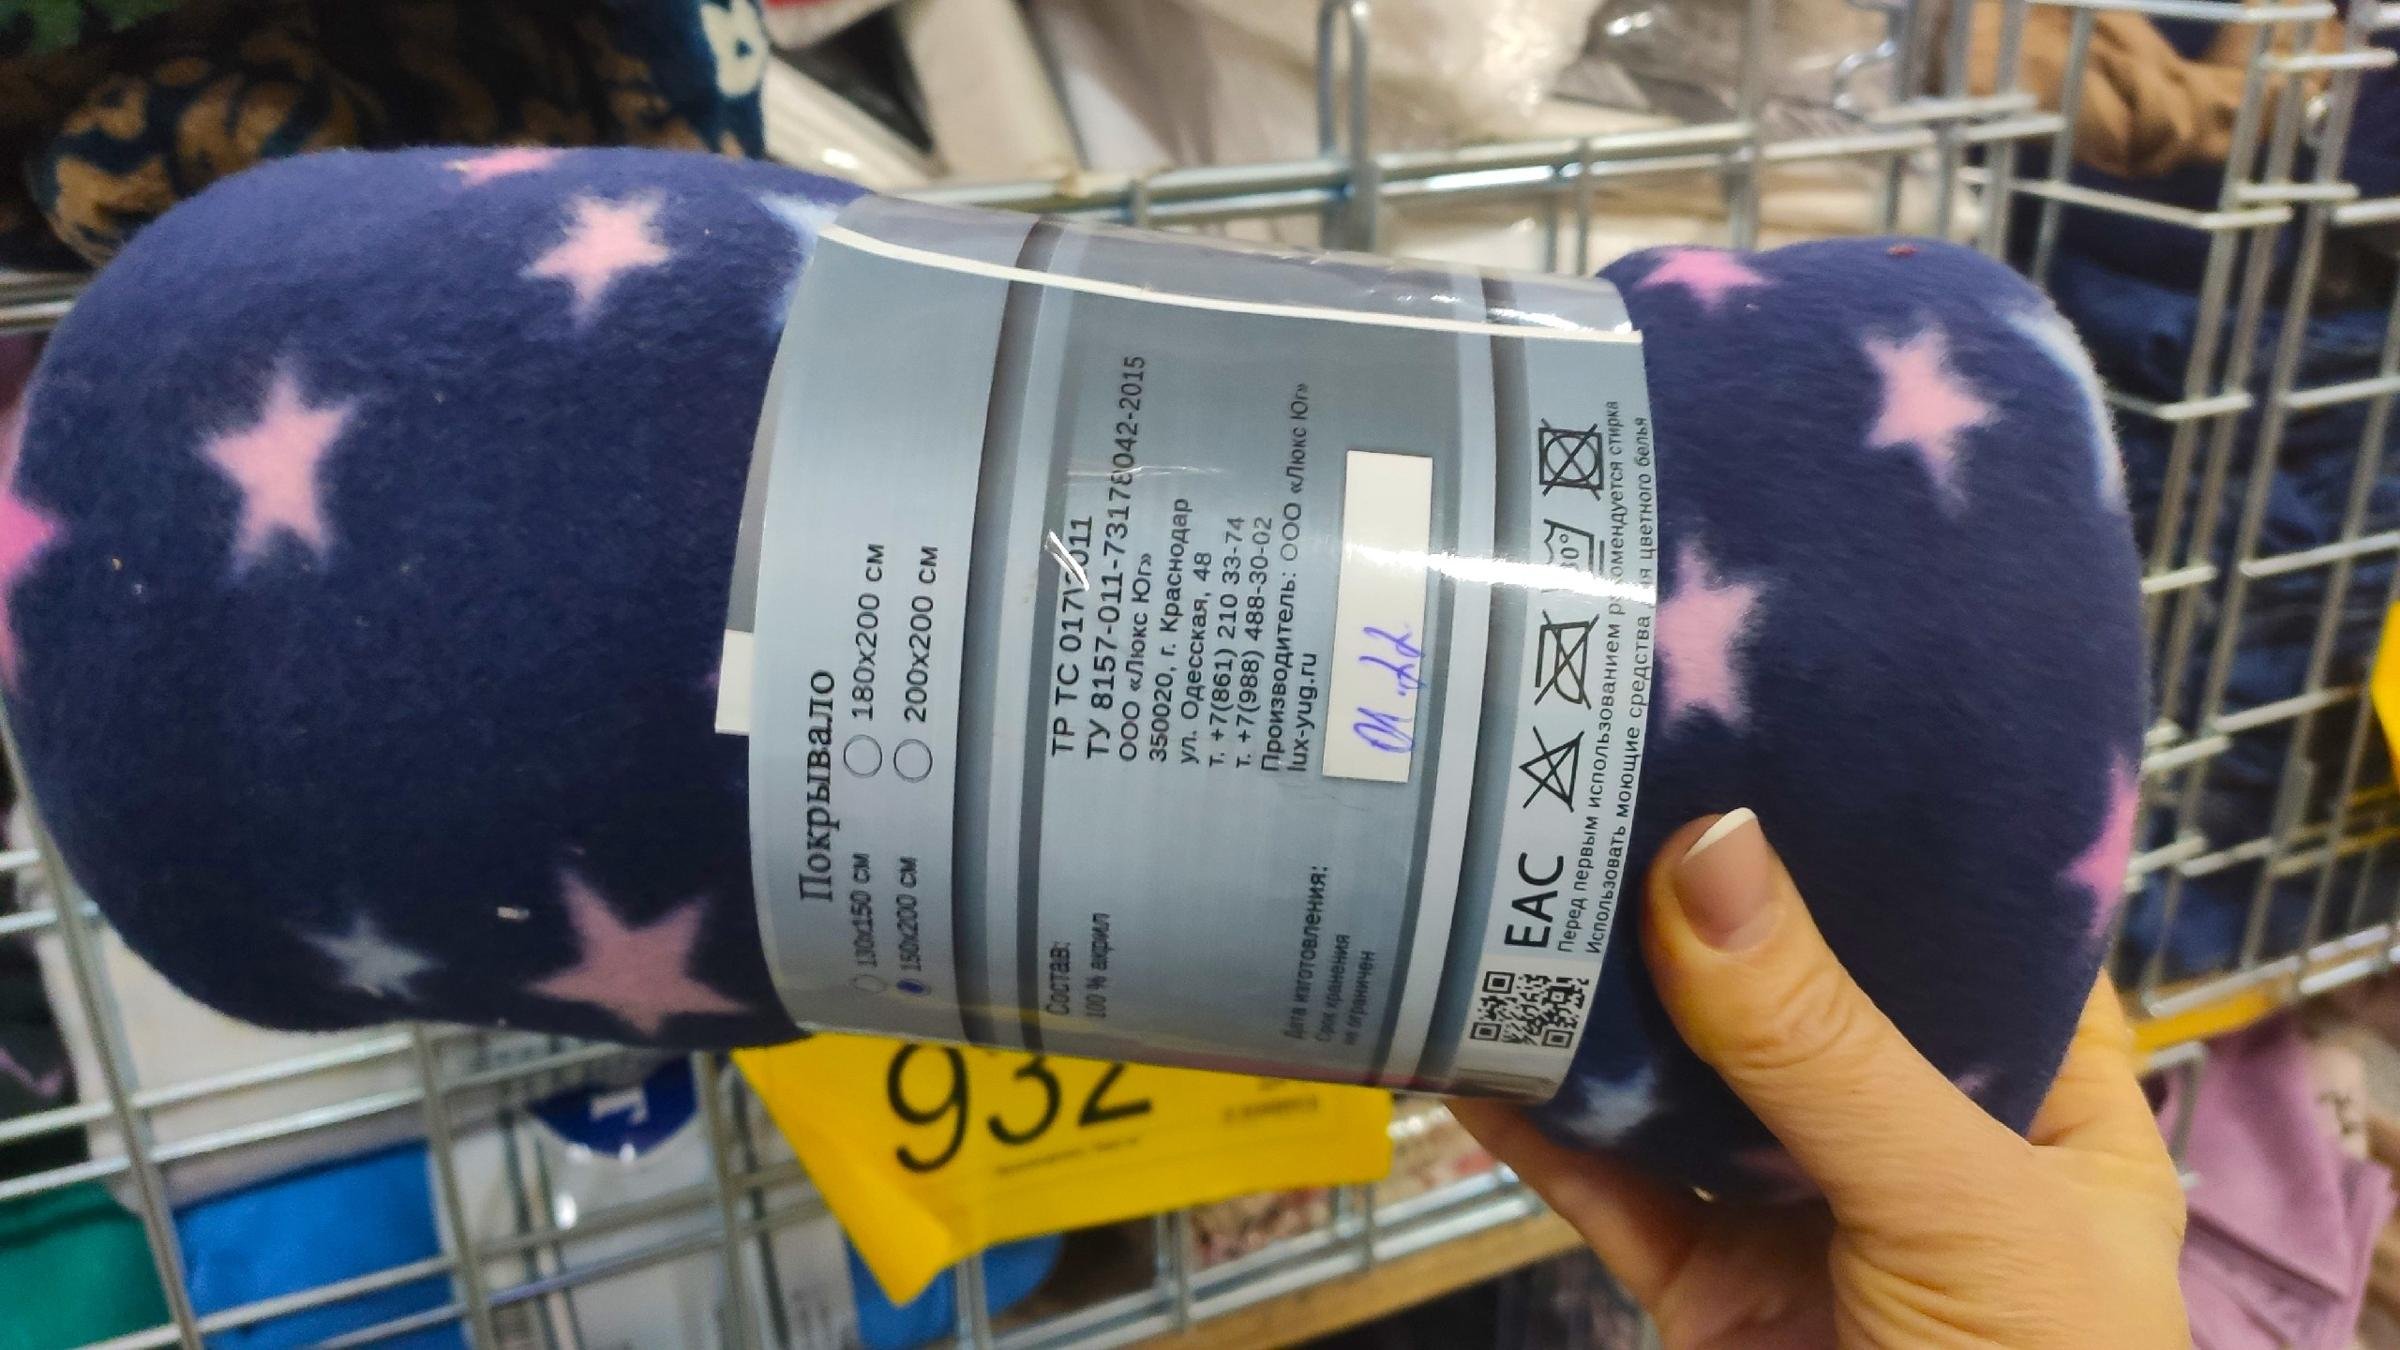 Покрывало
130х150 см
180х200 см
150х200 см
200х200 см
Состав:
100 % акрил
ТР ТС 017\2011
ТУ 8157-011-73178042-2015
ООО «Люкс Юг»
3500020, г. Краснодар
ул. Одесская, 48
т. +7(861) 210 33-74
т. +7(988) 488-30-02
Производитель: ООО «Люкс Юг»
lux-yug.ru
Дата изготовления:
Срок хранения
не ограничен
EAC
30°
Перед первым использованием рекомендуется стирка
Использовать моющие средства для цветного белья
932